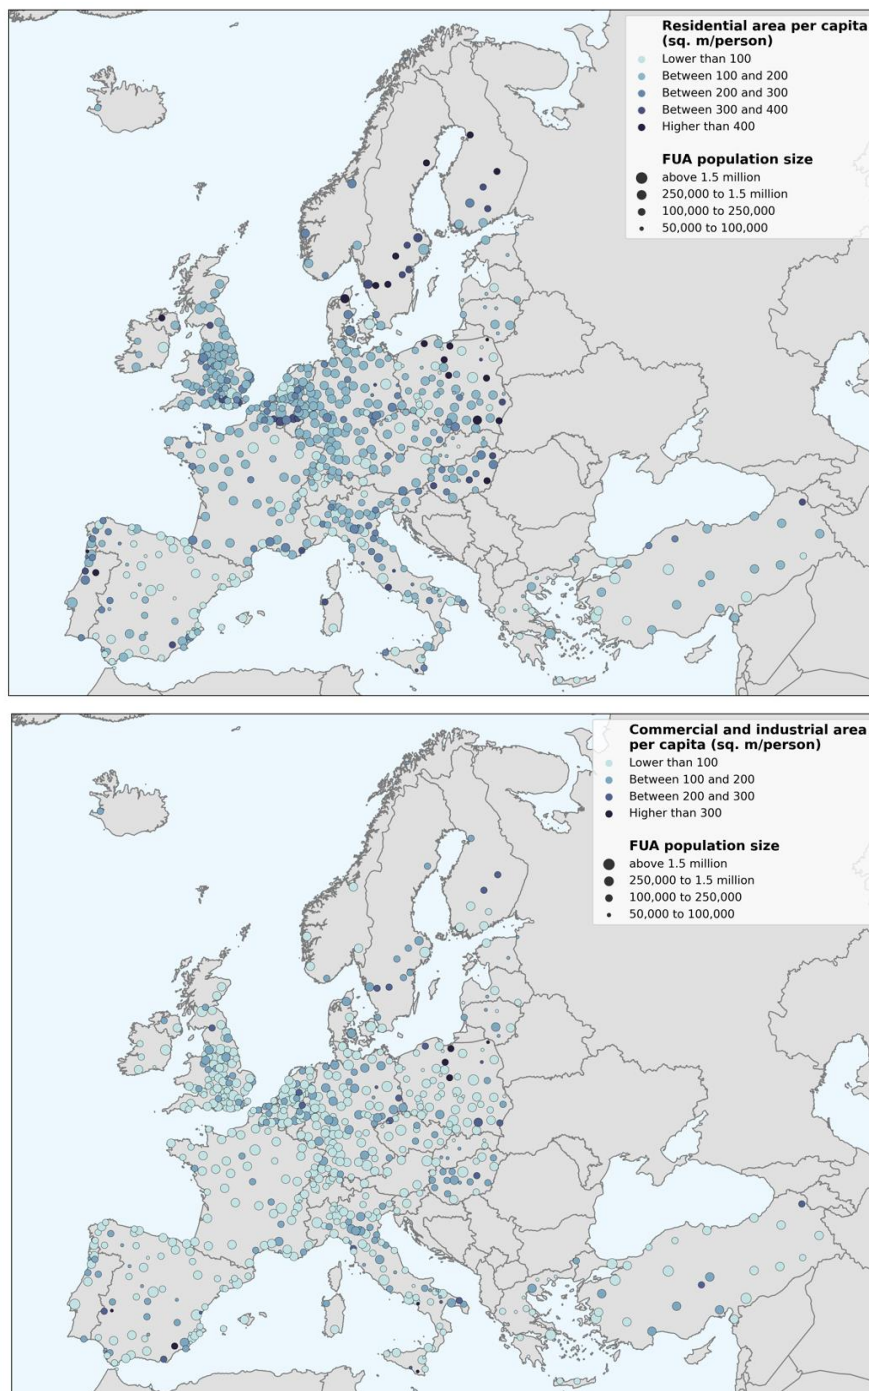 Residential area per capita
(sq. m/person)
Lower than 100
Between 100 and 200
Between 200 and 300
Between 300 and 400
Higher than 400
FUA population size
above 1.5 million
250,000 to 1.5 million
100,000 to 250,000
50,000 to 100,000
Commercial and industrial area
per capita (sq. m/person)
Lower than 100
Between 100 and 200
Between 200 and 300
Higher than 300
FUA population size
above 1.5 million
250,000 to 1.5 million
100,000 to 250,000
50,000 to 100,000